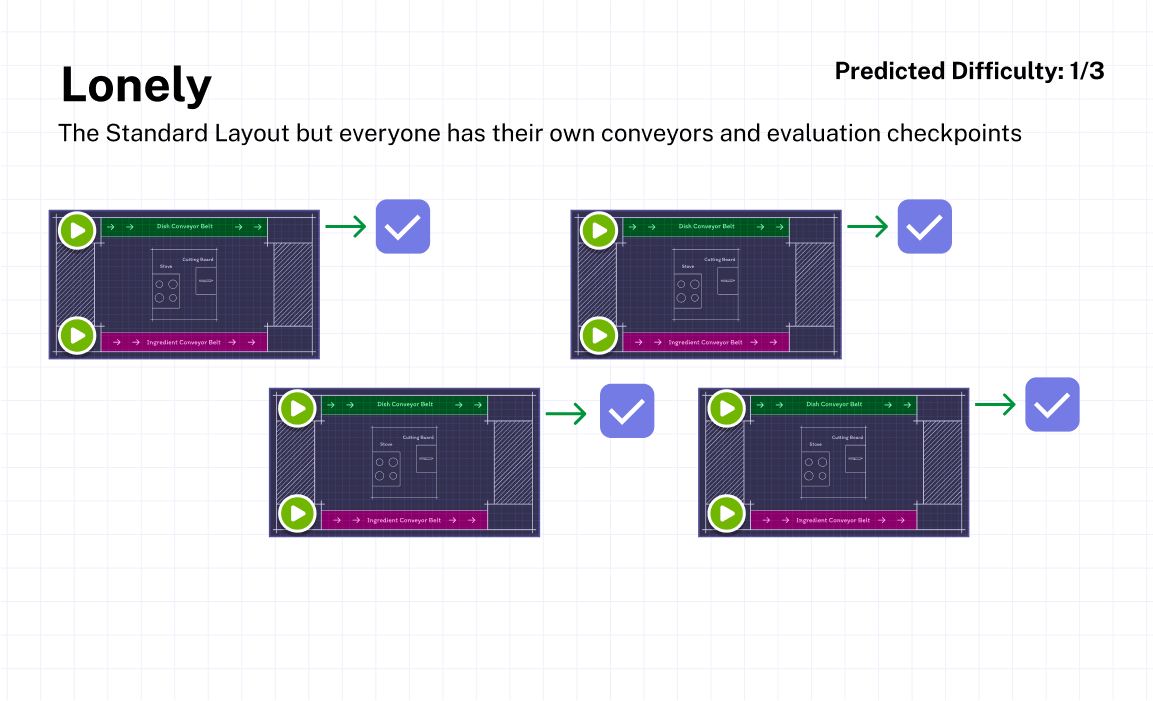 Lonely
Predicted Difficulty: 1/3
The Standard Layout but everyone has their own conveyors and evaluation checkpoints
Dish Conveyor Belt
Cutting Board
Stove
Ingredient Conveyor Belt
Dish Conveyor Belt
Cutting Board
Stove
Ingredient Conveyor Belt
Dish Conveyor Belt
Cutting Board
Stove
Ingredient Conveyor Belt
Dish Conveyor Belt
Cutting Board
Stove
Ingredient Conveyor Belt